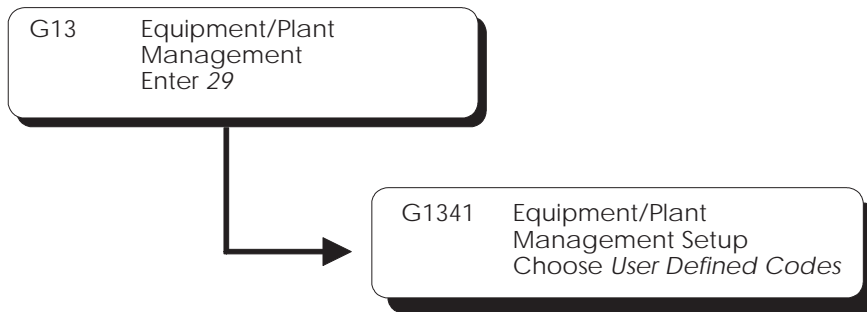 G13 Equipment/Plant
Management
Enter 29
G1341 Equipment/Plant
Management Setup
Choose User Defined Codes